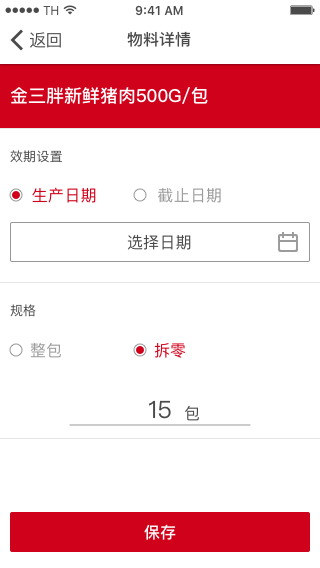 TH 9:41 AM
返回 物料详情
金三胖新鲜猪肉500G/包
效期设置
生产日期 截止日期
选择日期
规格
整包 拆零
15 包
保存